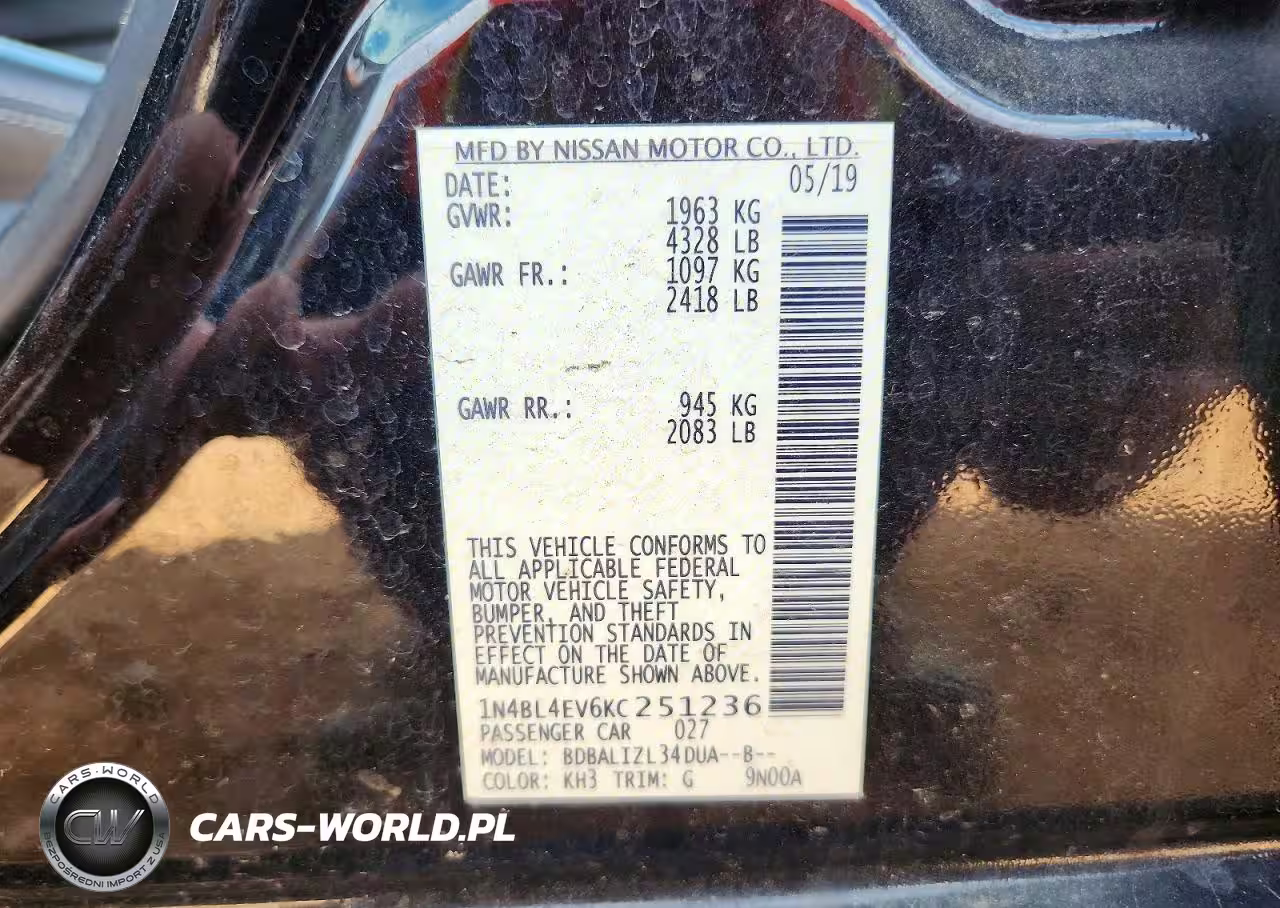 MFD BY NISSAN MOTOR CO., LTD.
DATE: 05/19
GVWR: 1963 KG
4328 LB
GAWR FR.: 1097 KG
2418 LB
GAWR RR.: 945 KG
2083 LB
THIS VEHICLE CONFORMS TO
ALL APPLICABLE FEDERAL
MOTOR VEHICLE SAFETY,
BUMPER, AND THEFT
PREVENTION STANDARDS IN
EFFECT ON THE DATE OF
MANUFACTURE SHOWN ABOVE.
1N4BL4EV6KC251236
PASSENGER CAR 027
MODEL: BDBALIZL34DUA--B--
COLOR: KH3 TRIM: G 9N00A
CARS-WORLD
CW
BEZPOŚREDNI IMPORT Z USA
CARS-WORLD.PL